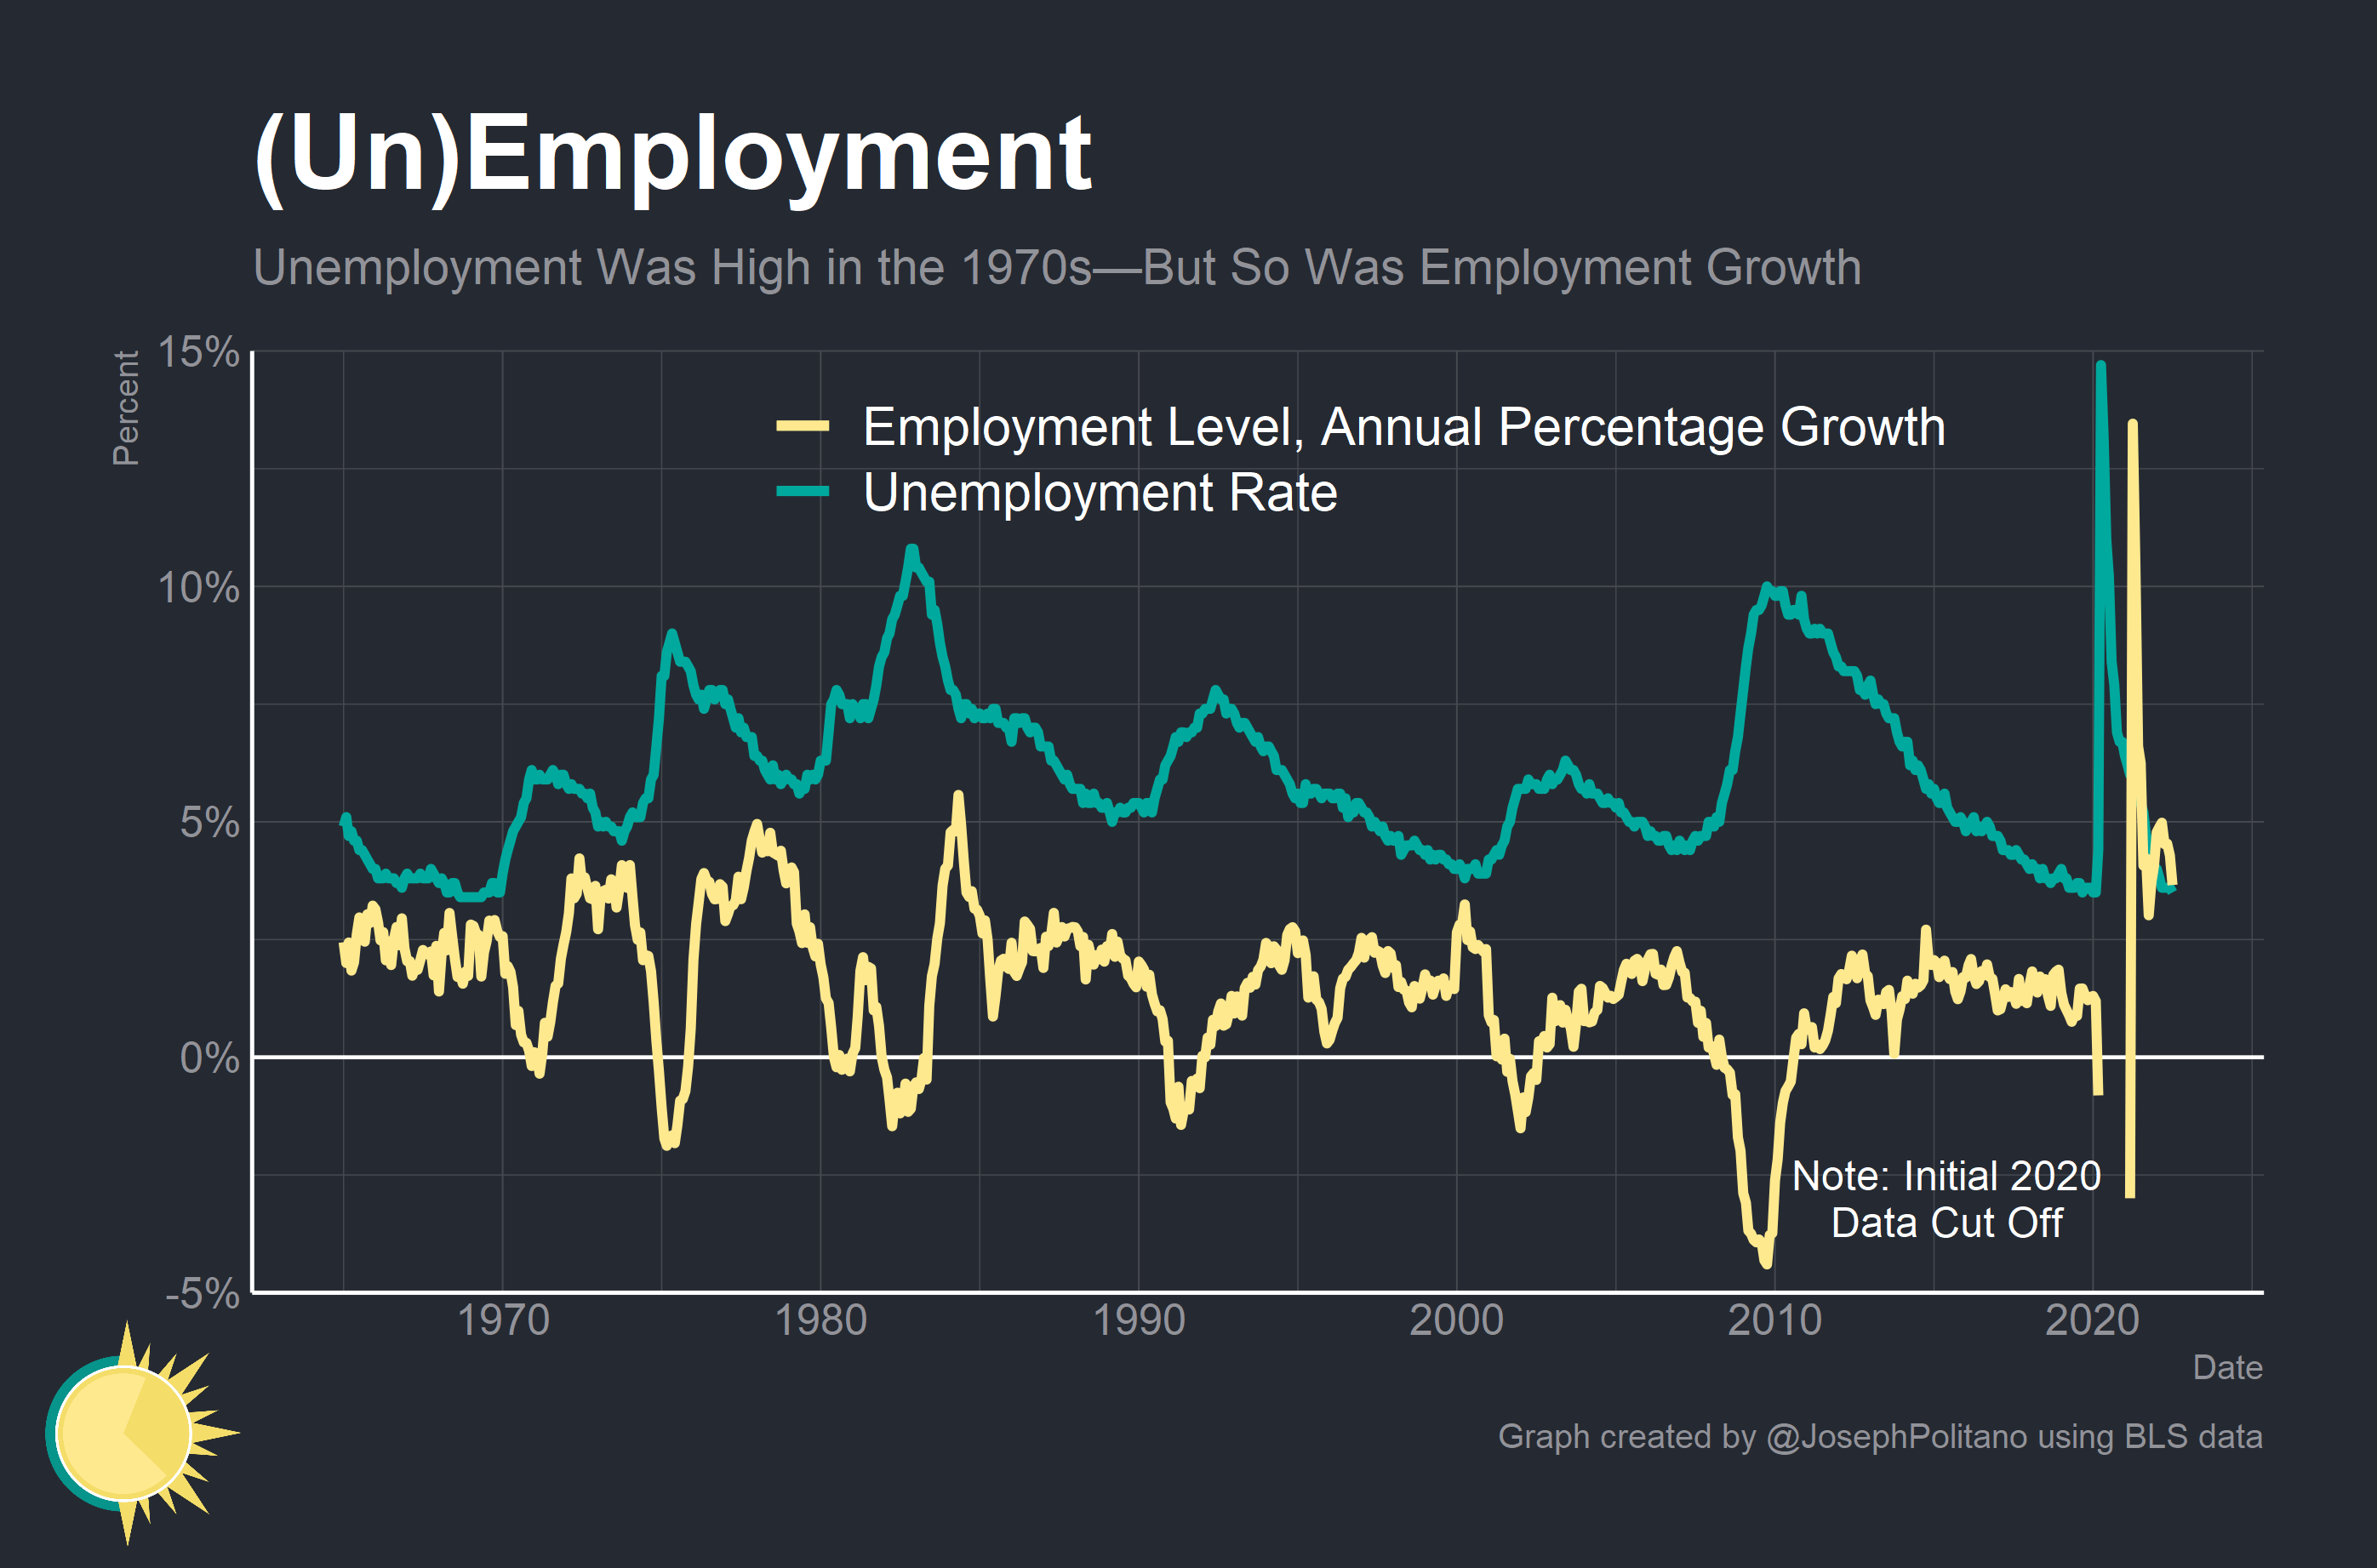 (Un)Employment
Unemployment Was High in the 1970s—But So Was Employment Growth
Percent
15%
10%
5%
0%
-5%
Employment Level, Annual Percentage Growth
Unemployment Rate
Note: Initial 2020
Data Cut Off
1970 1980 1990 2000 2010 2020
Date
Graph created by @JosephPolitano using BLS data